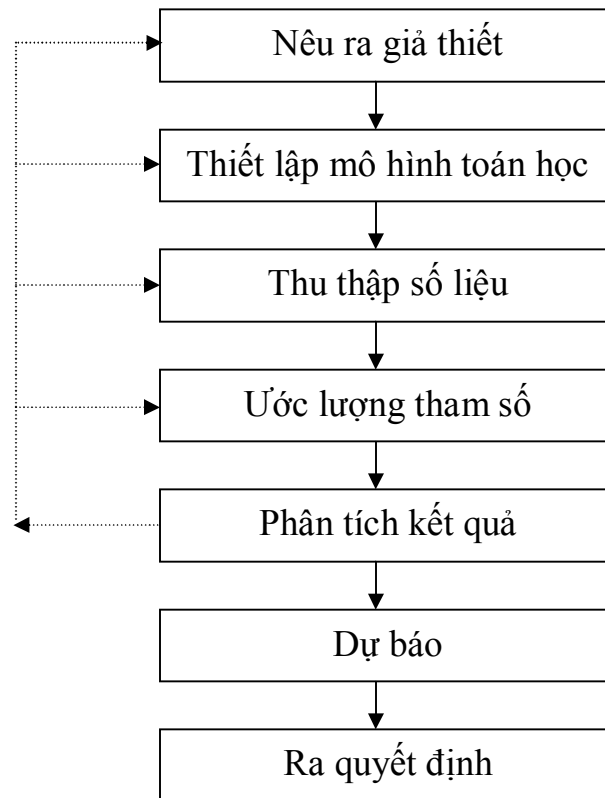 Nêu ra giả thiết
Thiết lập mô hình toán học
Thu thập số liệu
Ước lượng tham số
Phân tích kết quả
Dự báo
Ra quyết định